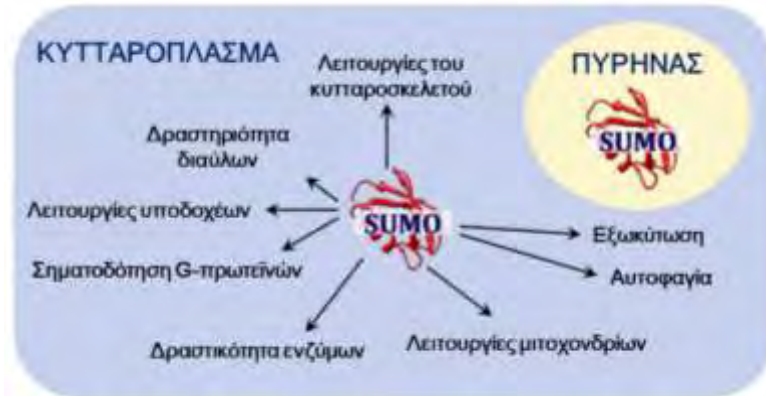 ΚΥΤΤΑΡΟΠΛΑΣΜΑ
Λειτουργίες του
κυτταροσκελετού
ΠΥΡΗΝΑΣ
SUMO
Δραστηριότητα
διαύλων
Λειτουργίες υποδοχέων
SUMO
Εξωκύτωση
Σηματοδότηση G-πρωτεϊνών
Αυτοφαγία
Δραστικότητα ενζύμων
Λειτουργίες μιτοχονδρίων